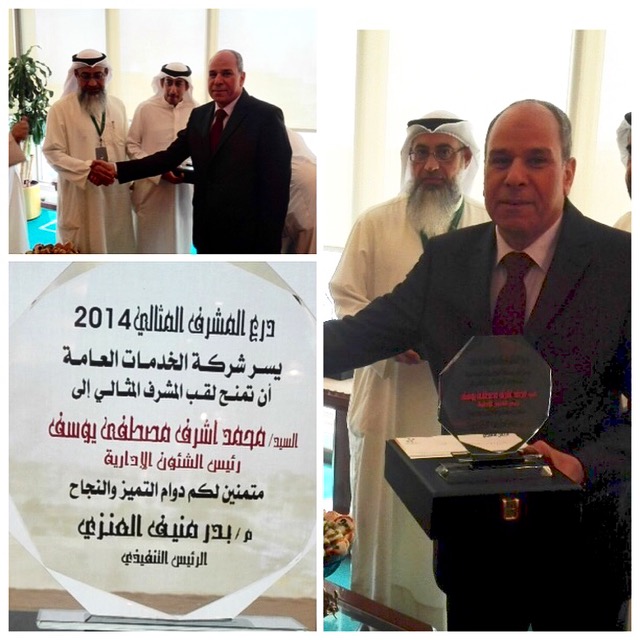 درع المشرف المثالي 2014
يسر شركة الخدمات العامة
أن تمنح لقب المشرف المثالي إلى
السيد/ محمد اشرف مصطفى يوسف
رئيس الشئون الإدارية
متمنين لكم دوام التميز والنجاح
م/ بدر منيف العنزي
الرئيس التنفيذي